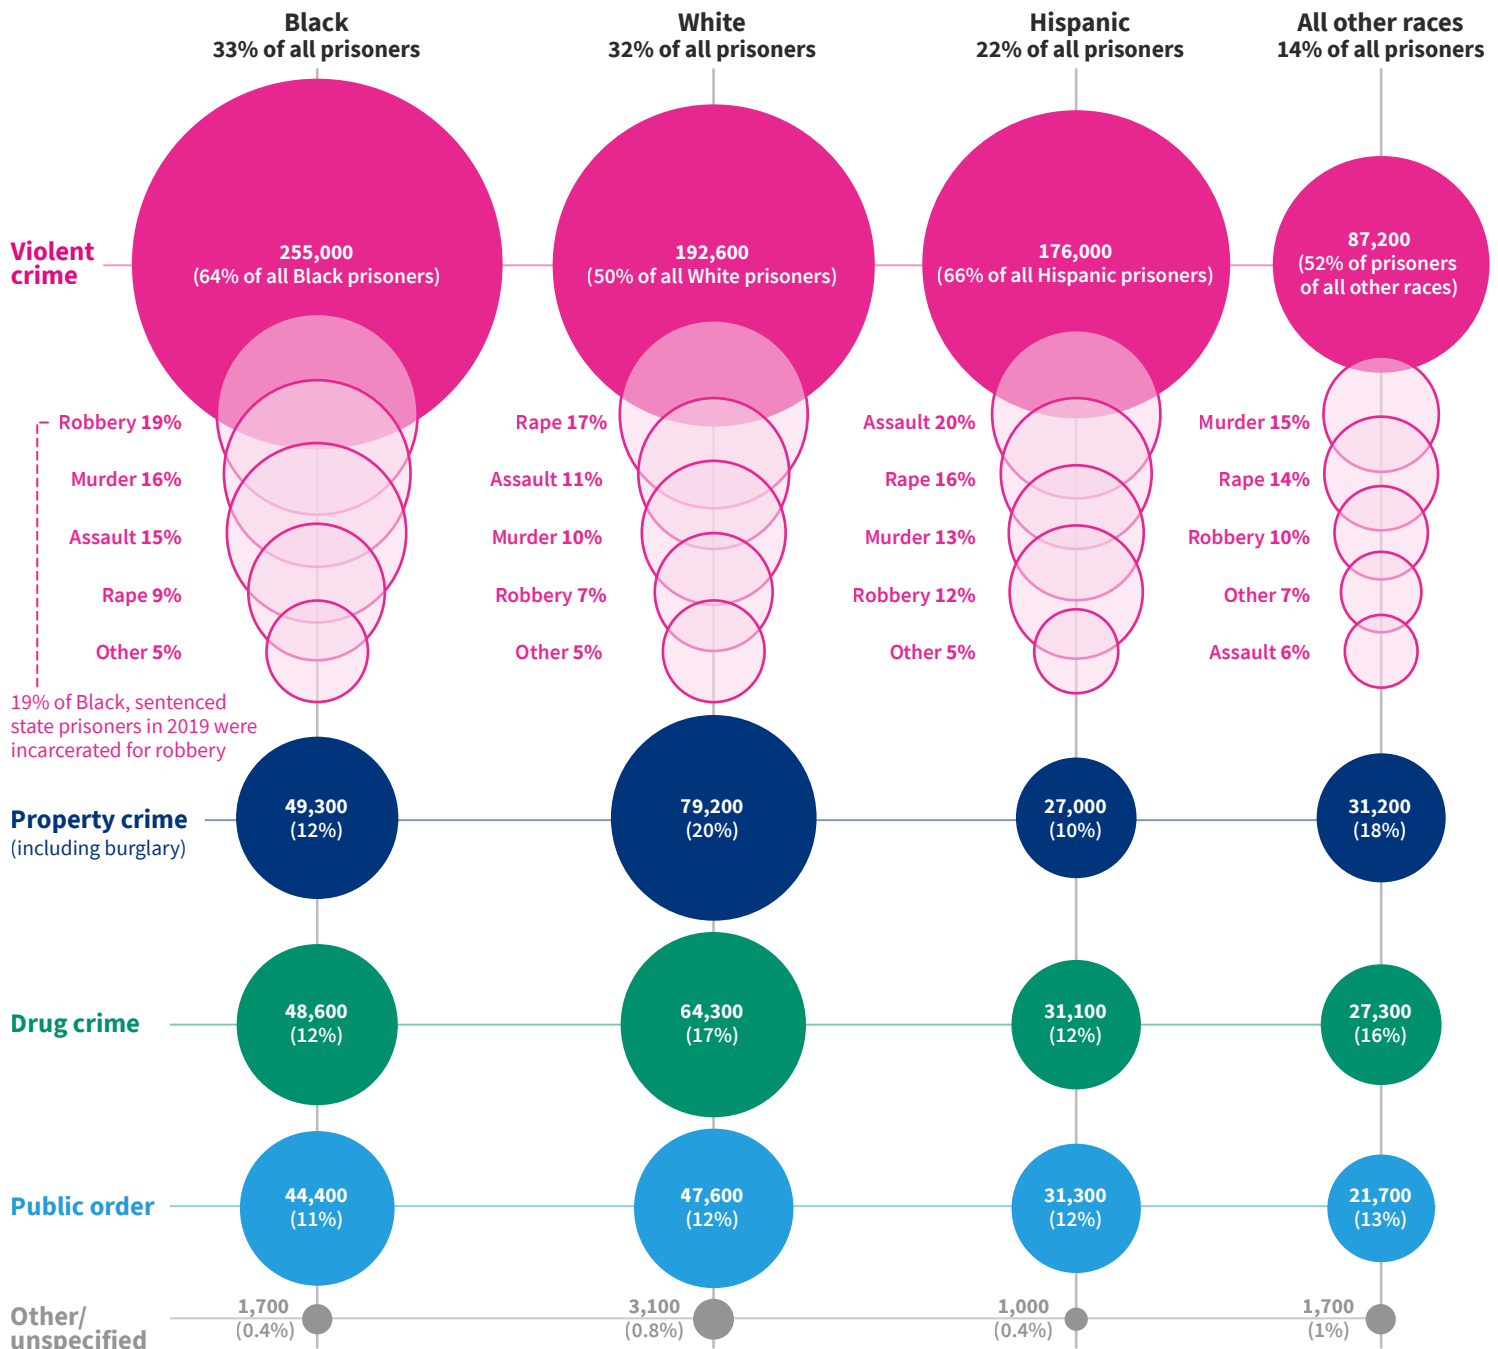 Black
33% of all prisoners
White
32% of all prisoners
Hispanic
22% of all prisoners
All other races
14% of all prisoners
Violent
crime
255,000
(64% of all Black prisoners)
192,600
(50% of all White prisoners)
176,000
(66% of all Hispanic prisoners)
87,200
(52% of prisoners
of all other races)
Robbery 19%
Murder 16%
Assault 15%
Rape 9%
Other 5%
Rape 17%
Assault 11%
Murder 10%
Robbery 7%
Other 5%
Assault 20%
Rape 16%
Murder 13%
Robbery 12%
Other 5%
Murder 15%
Rape 14%
Robbery 10%
Other 7%
Assault 6%
19% of Black, sentenced
state prisoners in 2019 were
incarcerated for robbery
Property crime
(including burglary)
49,300
(12%)
79,200
(20%)
27,000
(10%)
31,200
(18%)
Drug crime
48,600
(12%)
64,300
(17%)
31,100
(12%)
27,300
(16%)
Public order
44,400
(11%)
47,600
(12%)
31,300
(12%)
21,700
(13%)
Other/
unspecified
1,700
(0.4%)
3,100
(0.8%)
1,000
(0.4%)
1,700
(1%)